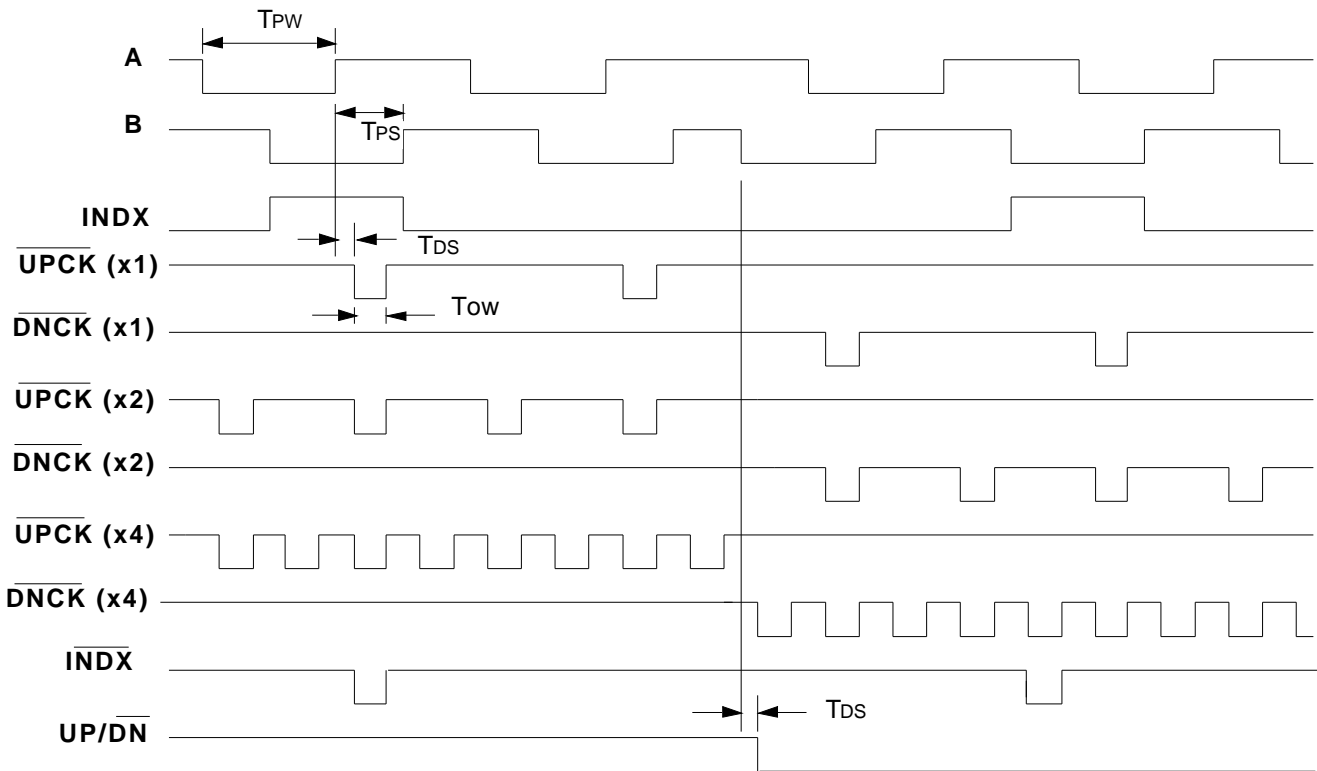 TPW
A
B
TPS
INDX
TDS
UPCK (x1)
TOW
DNCK (x1)
UPCK (x2)
DNCK (x2)
UPCK (x4)
DNCK (x4)
INDX
TDS
UP/DN